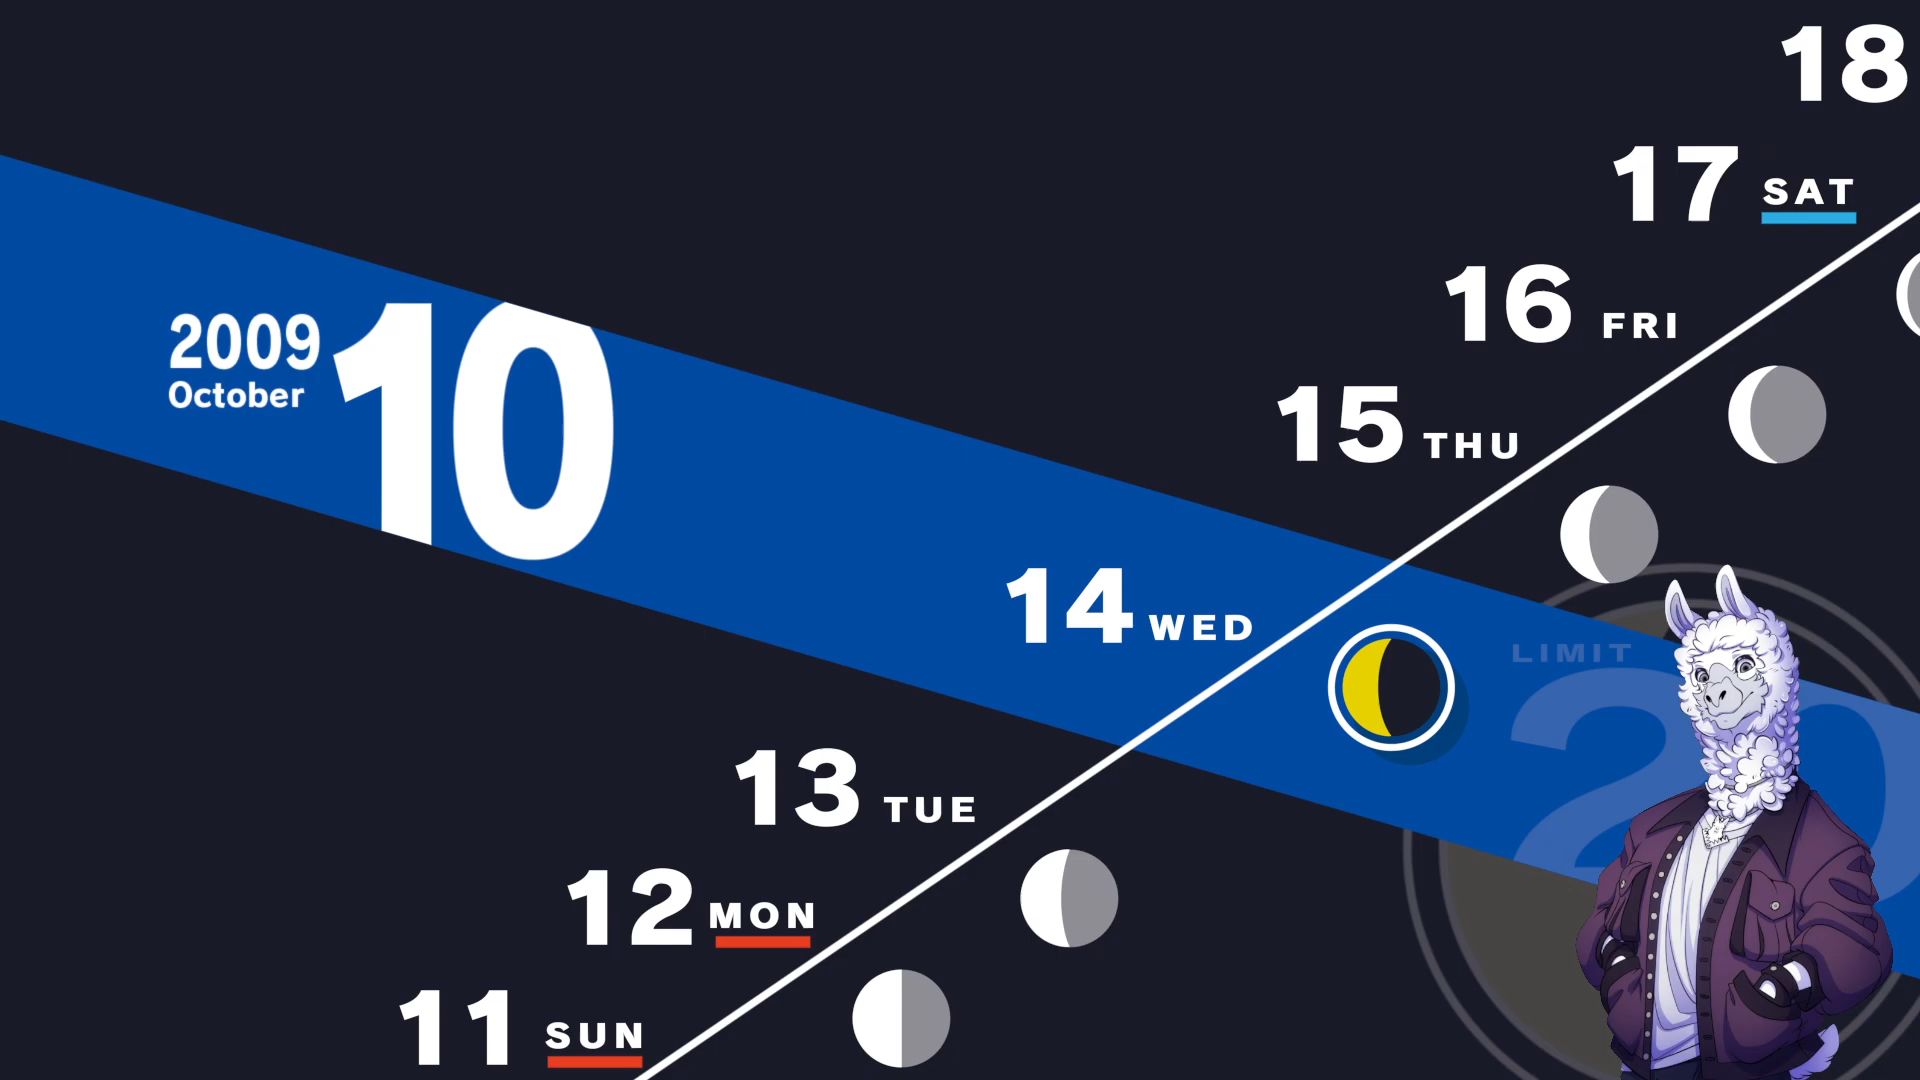 18
17 SAT
16 FRI
2009
October
10
15 THU
14 WED
LIMIT
13 TUE
12 MON
11 SUN